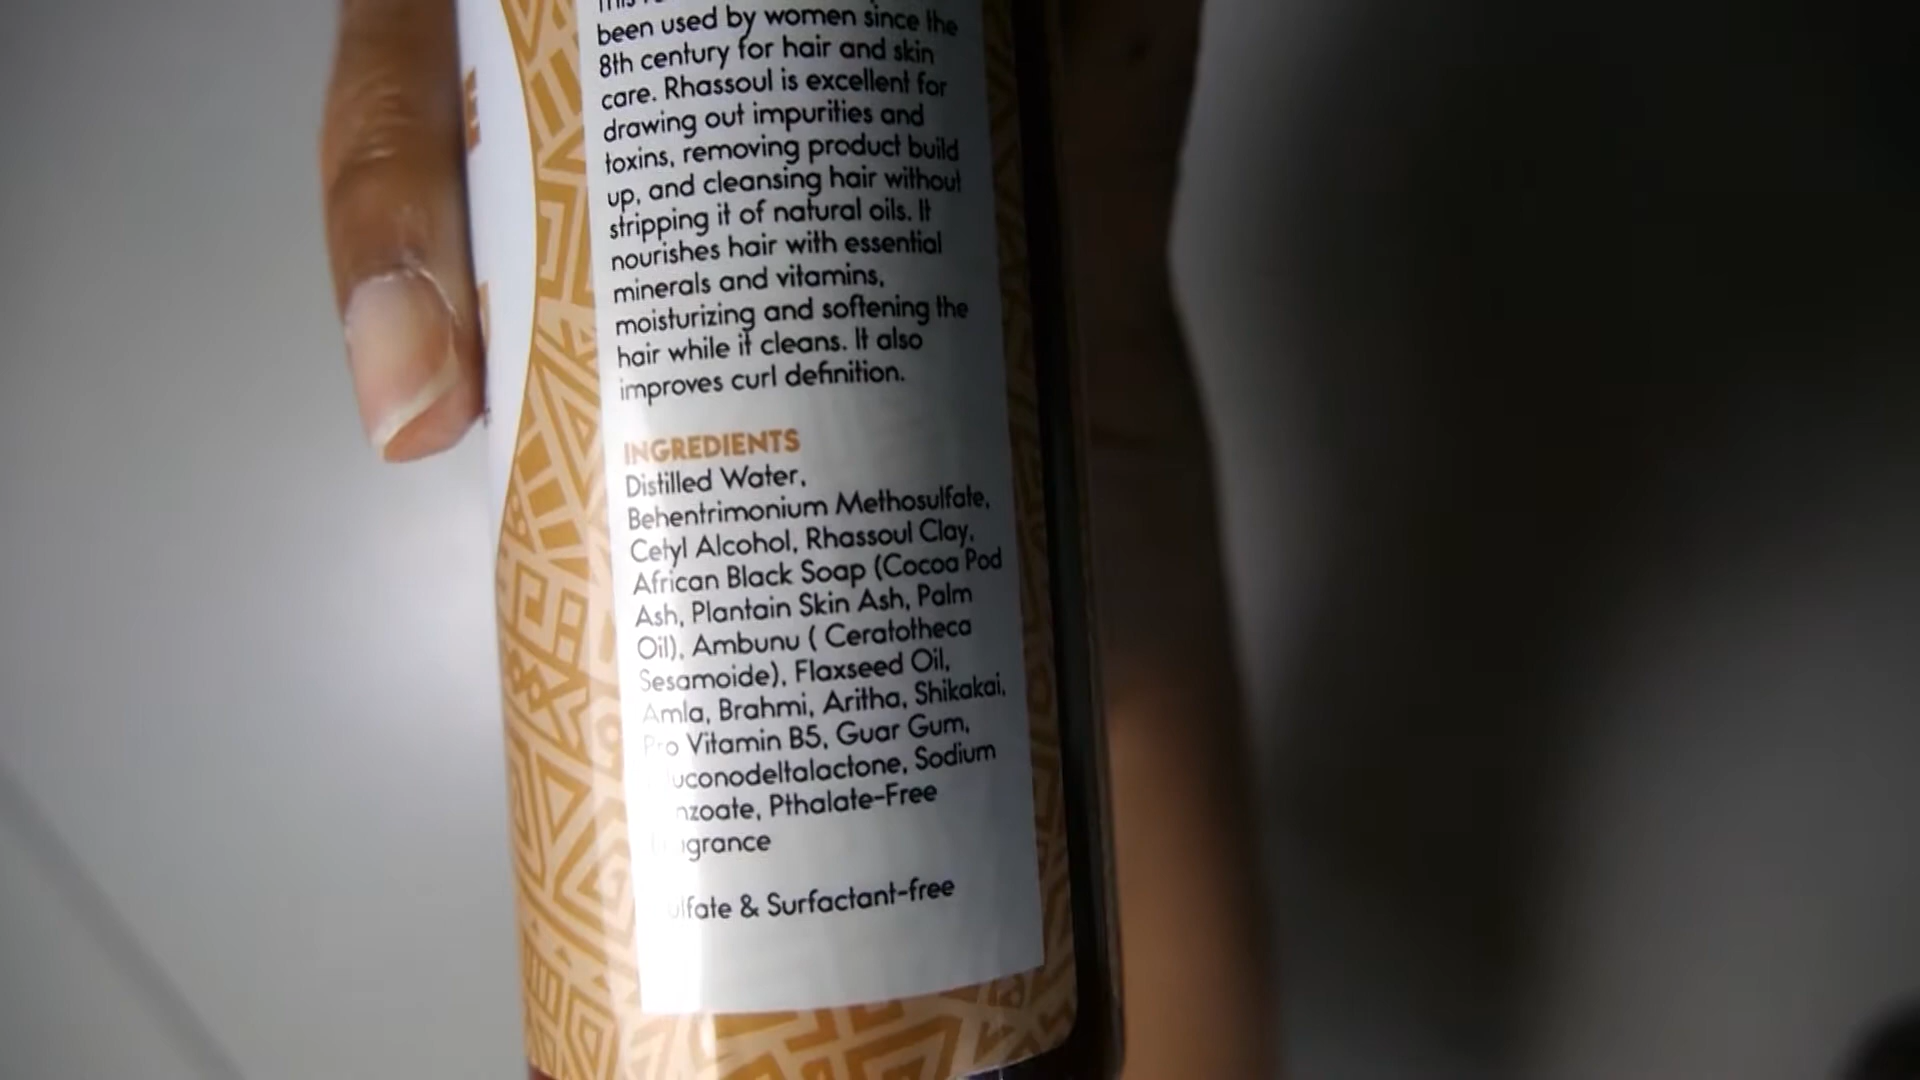 been used by women since the
8th century for hair and skin
care. Rhassoul is excellent for
drawing out impurities and
toxins, removing product build
up, and cleansing hair without
stripping it of natural oils. It
nourishes hair with essential
minerals and vitamins,
moisturizing and softening the
hair while it cleans. It also
improves curl definition.
INGREDIENTS
Distilled Water,
Behentrimonium Methosulfate,
Cetyl Alcohol, Rhassoul Clay,
African Black Soap (Cocoa Pod
Ash, Plantain Skin Ash, Palm
Oil), Ambunu ( Ceratotheca
Sesamoide), Flaxseed Oil,
Amla, Brahmi, Aritha, Shikakai,
Pro Vitamin B5, Guar Gum,
Sodium
Pthalate-Free
& Surfactant-free